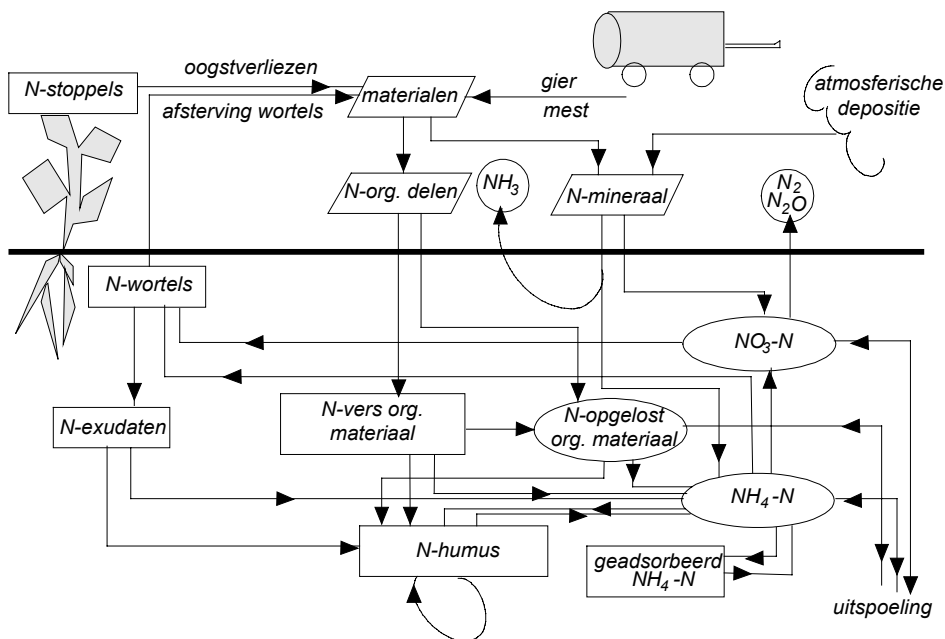 oogstverliezen
N-stoppels
materialen
afsterving wortels
gier
mest
atmosferische
depositie
N-org. delen
NH₃
N-mineraal
N₂
N₂O
N-wortels
NO₃-N
N-exudaten
N-vers org.
materiaal
N-opgelost
org. materiaal
NH₄-N
N-humus
geadsorbeerd
NH₄-N
uitspoeling